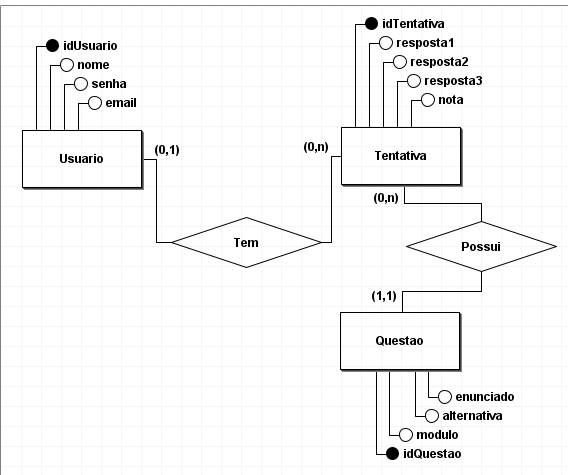 idUsuario
nome
senha
email
Usuario
(0,1)
Tem
(0,n)
idTentativa
resposta1
resposta2
resposta3
nota
Tentativa
(0,n)
Possui
(1,1)
Questao
enunciado
alternativa
modulo
idQuestao